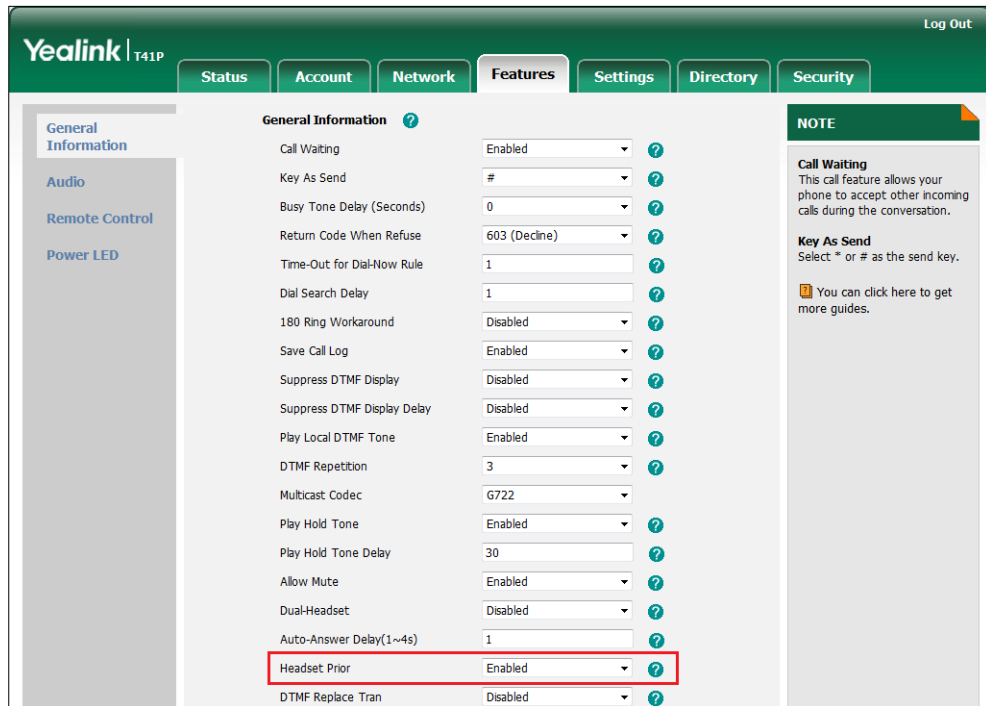 Log Out
Yealink T41P
Status Account Network Features Settings Directory Security
General
Information
Audio
Remote Control
Power LED
General Information ?
Call Waiting Enabled ?
Key As Send # ?
Busy Tone Delay (Seconds) 0 ?
Return Code When Refuse 603 (Decline) ?
Time-Out for Dial-Now Rule 1 ?
Dial Search Delay 1 ?
180 Ring Workaround Disabled ?
Save Call Log Enabled ?
Suppress DTMF Display Disabled ?
Suppress DTMF Display Delay Disabled ?
Play Local DTMF Tone Enabled ?
DTMF Repetition 3 ?
Multicast Codec G722
Play Hold Tone Enabled ?
Play Hold Tone Delay 30 ?
Allow Mute Enabled ?
Dual-Headset Disabled ?
Auto-Answer Delay(1~4s) 1 ?
Headset Prior Enabled ?
DTMF Replace Tran Disabled ?
NOTE
Call Waiting
This call feature allows your
phone to accept other incoming
calls during the conversation.
Key As Send
Select * or # as the send key.
? You can click here to get
more guides.